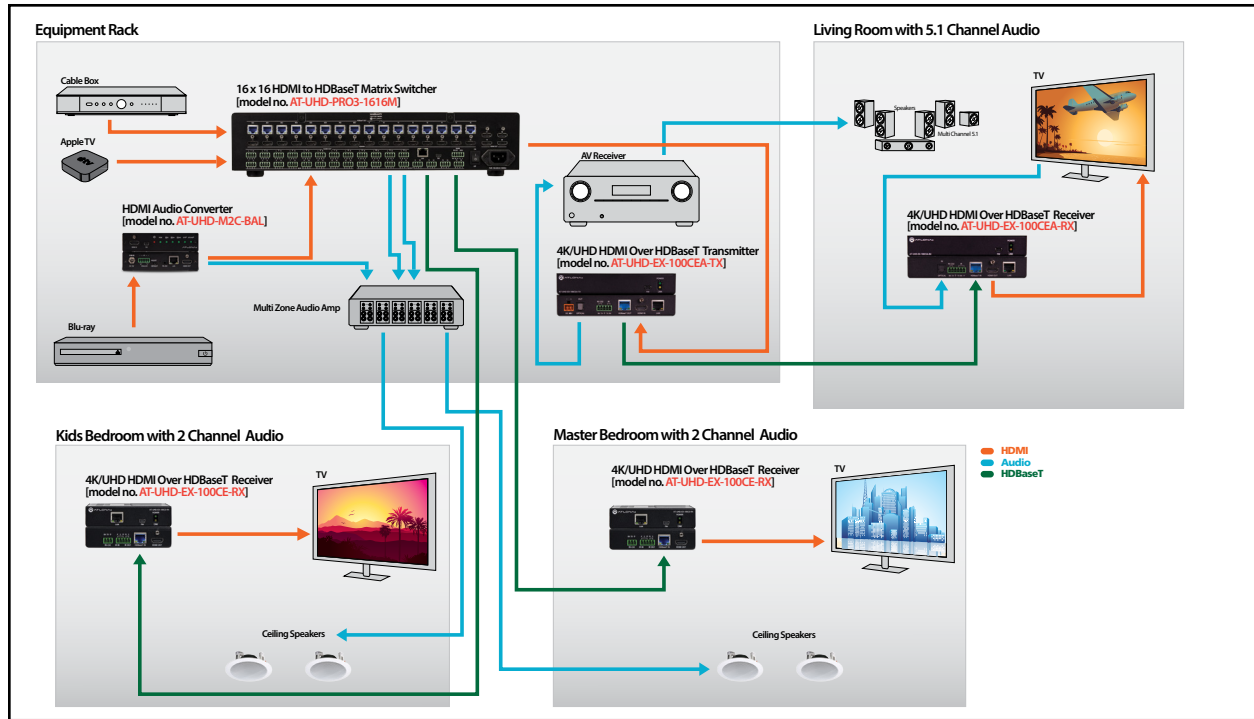 Equipment Rack
Cable Box
16 x 16 HDMI to HDBaseT Matrix Switcher
[model no. AT-UHD-PRO3-1616M]
Apple TV
tv
HDMI Audio Converter
[model no. AT-UHD-M2C-BAL]
Blu-ray
Multi Zone Audio Amp
AV Receiver
4K/UHD HDMI Over HDBaseT Transmitter
[model no. AT-UHD-EX-100CEA-TX]
Living Room with 5.1 Channel Audio
TV
Speakers
Multi Channel 5.1
4K/UHD HDMI Over HDBaseT Receiver
[model no. AT-UHD-EX-100CEA-RX]
Kids Bedroom with 2 Channel Audio
4K/UHD HDMI Over HDBaseT Receiver
[model no. AT-UHD-EX-100CE-RX]
TV
Ceiling Speakers
Master Bedroom with 2 Channel Audio
4K/UHD HDMI Over HDBaseT Receiver
[model no. AT-UHD-EX-100CE-RX]
TV
Ceiling Speakers
HDMI
Audio
HDBaseT